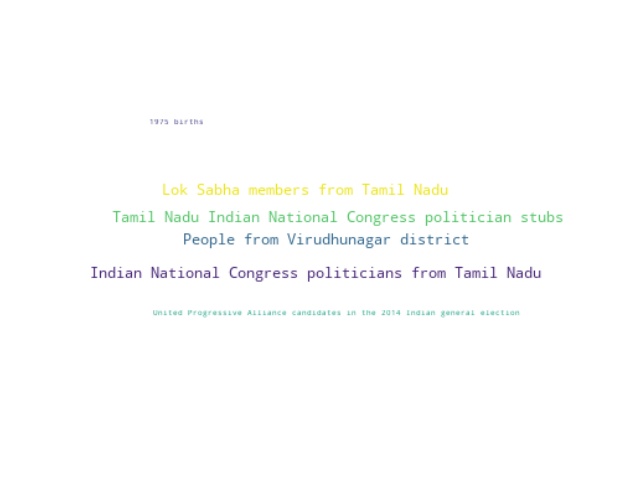 1975 births
Lok Sabha members from Tamil Nadu
Tamil Nadu Indian National Congress politician stubs
People from Virudhunagar district
Indian National Congress politicians from Tamil Nadu
United Progressive Alliance candidates in the 2014 Indian general election